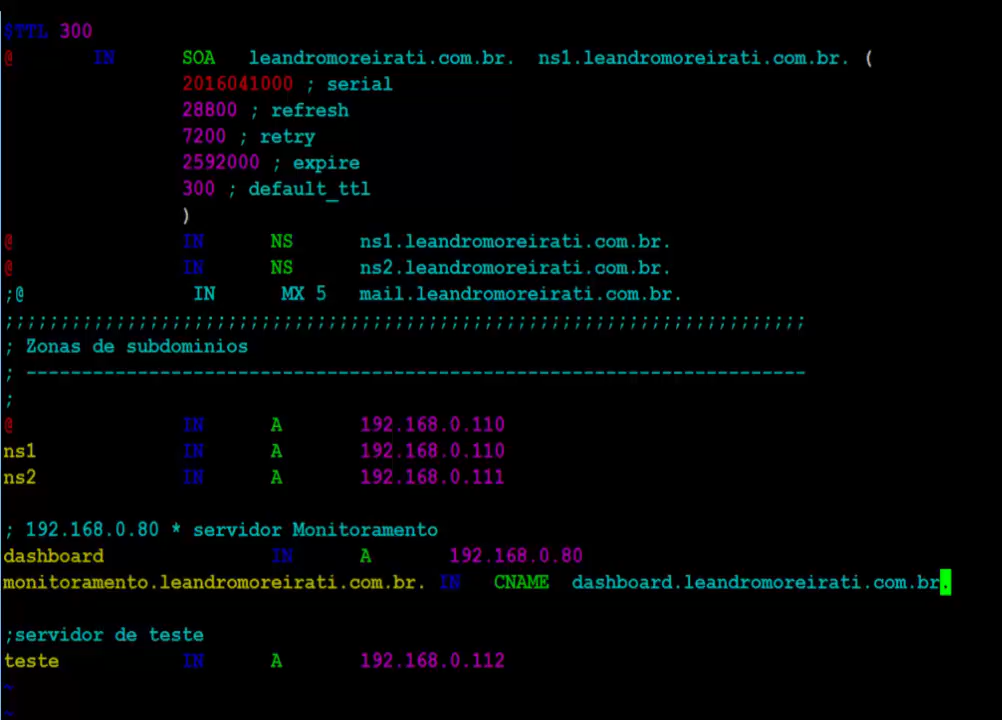 $TTL 300
@ IN SOA leandromoreirati.com.br. ns1.leandromoreirati.com.br. (
2016041000 ; serial
28800 ; refresh
7200 ; retry
2592000 ; expire
300 ; default_ttl
)
@ IN NS ns1.leandromoreirati.com.br.
@ IN NS ns2.leandromoreirati.com.br.
;@ IN MX 5 mail.leandromoreirati.com.br.
;;;;;;;;;;;;;;;;;;;;;;;;;;;;;;;;;;;;;;;;;;;;;;;;;;;;;;;;;;;;;;;;;;;;;;;;
; Zonas de subdominios
; ----------------------------------------------------------------------
;
@ IN A 192.168.0.110
ns1 IN A 192.168.0.110
ns2 IN A 192.168.0.111
; 192.168.0.80 * servidor Monitoramento
dashboard IN A 192.168.0.80
monitoramento.leandromoreirati.com.br. IN CNAME dashboard.leandromoreirati.com.br.
;servidor de teste
teste IN A 192.168.0.112
~
~